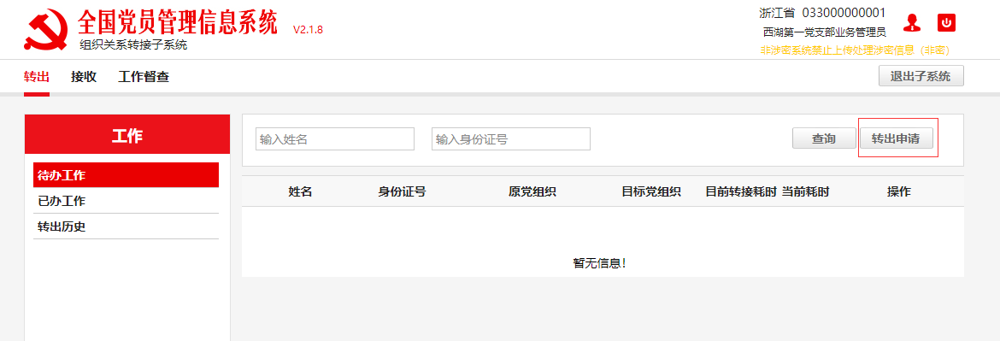 全国党员管理信息系统 V2.1.8
组织关系转接子系统
浙江省 033000000001
西湖第一党支部业务管理员
非涉密系统禁止上传处理涉密信息（非密）
转出 接收 工作督查 退出子系统
工作
待办工作
已办工作
转出历史
输入姓名 输入身份证号 查询 转出申请
姓名 身份证号 原党组织 目标党组织 目前转接耗时 当前耗时 操作
暂无信息！